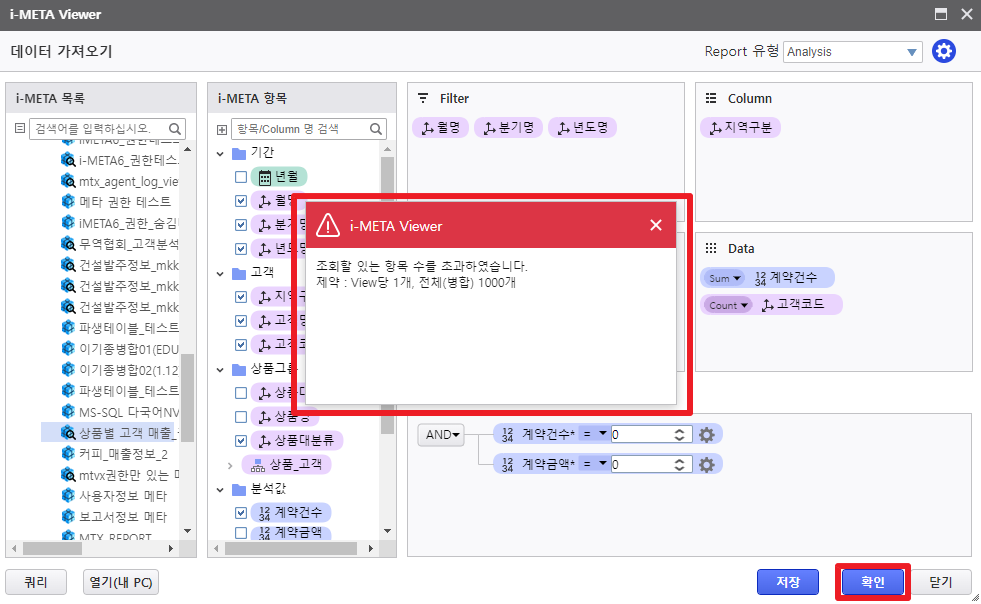 i-META Viewer
데이터 가져오기
Report 유형
Analysis
i-META 목록
검색어를 입력하십시오.
i-META6_권한테스
mtx_agent_log_vie
메타 권한 테스트
iMETA6_권한_숨김
무역협회_고객분석
건설발주정보_mkk
건설발주정보_mkk
건설발주정보_mkk
파생테이블_테스트
이기종병합01(EDU
이기종병합02(1.12
파생테이블_테스트
MS-SQL 다국어NV
상품별 고객 매출_
커피_매출정보_2
mtvx권한만 있는 메
사용자정보 메타
보고서정보 메타
MTX_REPORT
i-META 항목
항목/Column 명 검색
기간
년월
월명
분기명
년도명
고객
지역구
고객명
고객코
상품그룹
상품대
상품중
상품대분류
상품_고객
분석값
12 34 계약건수
12 34 계약금액
Filter
월명
분기명
년도명
Column
지역구분
Data
Sum
12 34 계약건수
Count
고객코드
i-META Viewer
조회할 있는 항목 수를 초과하였습니다.
제약 : View당 1개, 전체(병합) 1000개
AND
12 34 계약건수* = 0
12 34 계약금액* = 0
쿼리
열기(내 PC)
저장
확인
닫기